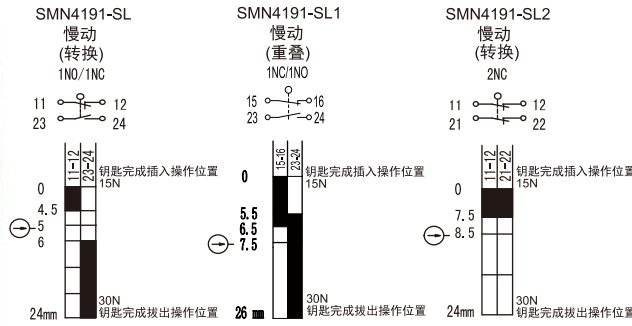 SMN4191-SL
慢动
(转换)
1NO/1NC
11 12
23 24
11-12
23-24
钥匙完成插入操作位置
15N
0
4.5
5
6
24mm
30N
钥匙完成拔出操作位置
SMN4191-SL1
慢动
(重叠)
1NC/1NO
15 16
23 24
15-16
23-24
钥匙完成插入操作位置
15N
0
5.5
6.5
7.5
26 mm
30N
钥匙完成拔出操作位置
SMN4191-SL2
慢动
(转换)
2NC
11 12
21 22
11-12
21-22
钥匙完成插入操作位置
15N
0
7.5
8.5
24mm
30N
钥匙完成拔出操作位置